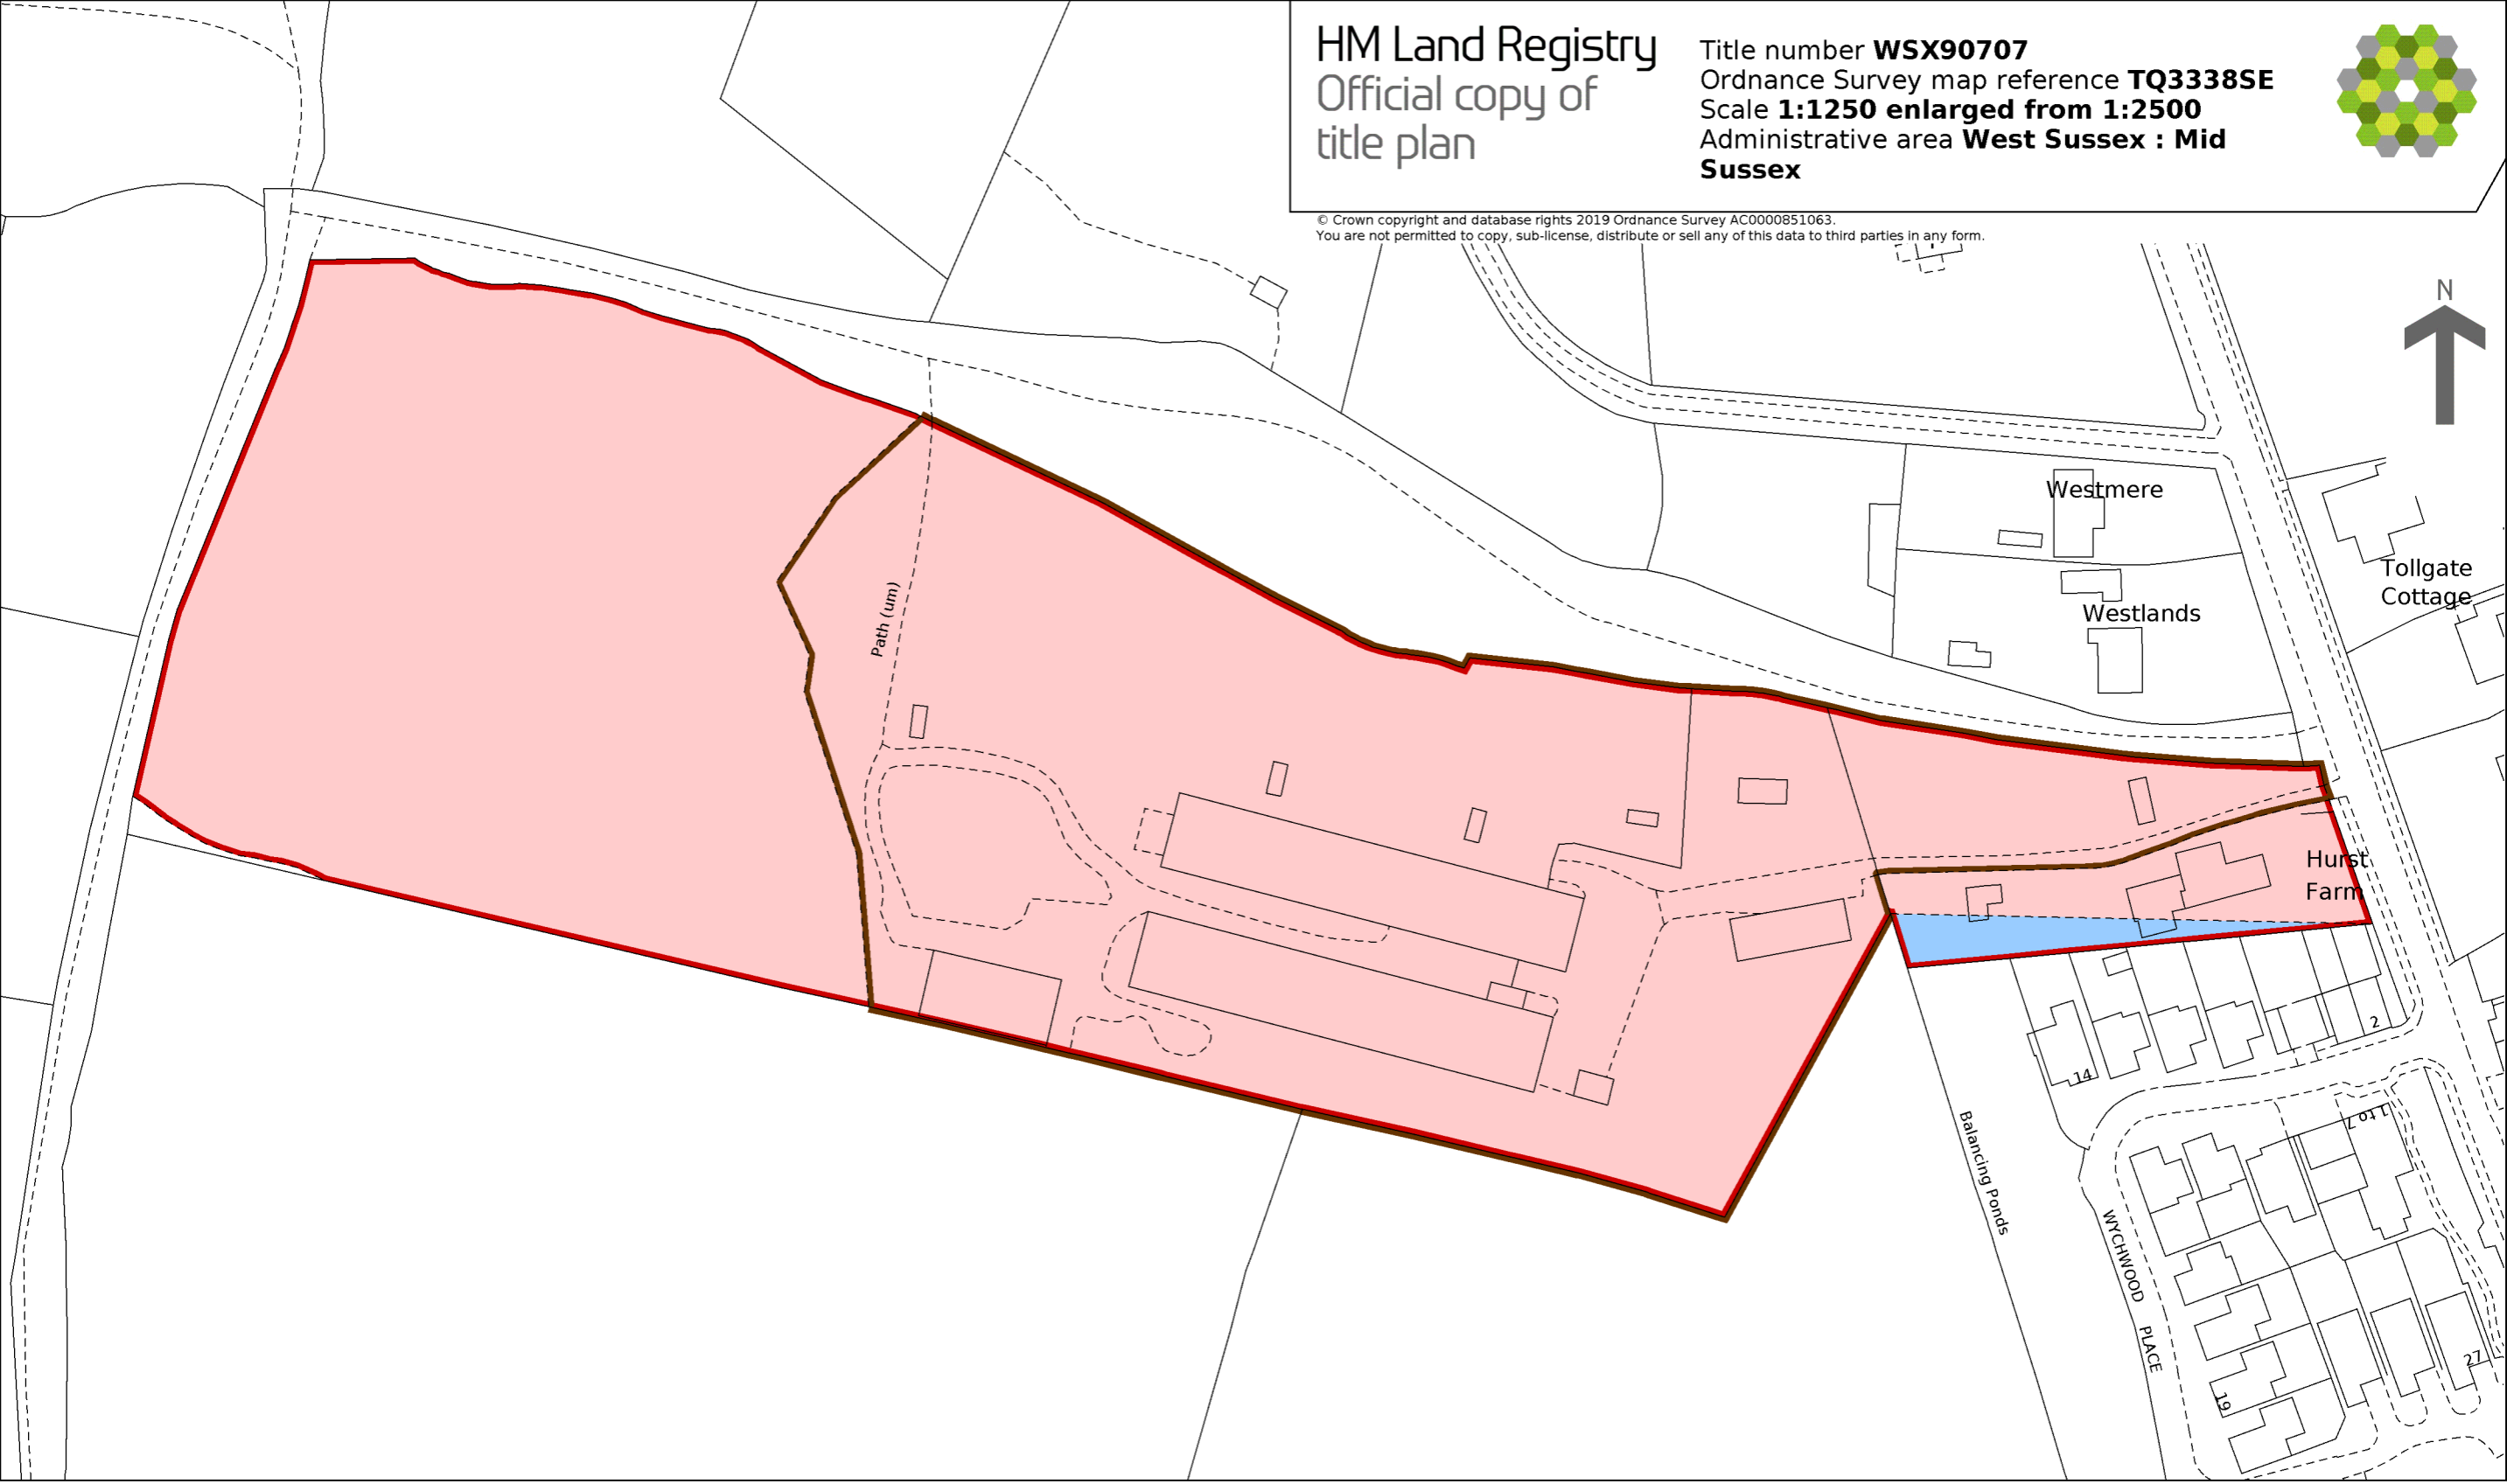 HM Land Registry
Official copy of
title plan
Title number WSX90707
Ordnance Survey map reference TQ3338SE
Scale 1:1250 enlarged from 1:2500
Administrative area West Sussex : Mid
Sussex
© Crown copyright and database rights 2019 Ordnance Survey AC0000851063.
You are not permitted to copy, sub-license, distribute or sell any of this data to third parties in any form.
N
Westmere
Tollgate
Cottage
Westlands
Path (um)
Hurst
Farm
2
14
1 to 7
Balancing Ponds
WYCHWOOD PLACE
27
19